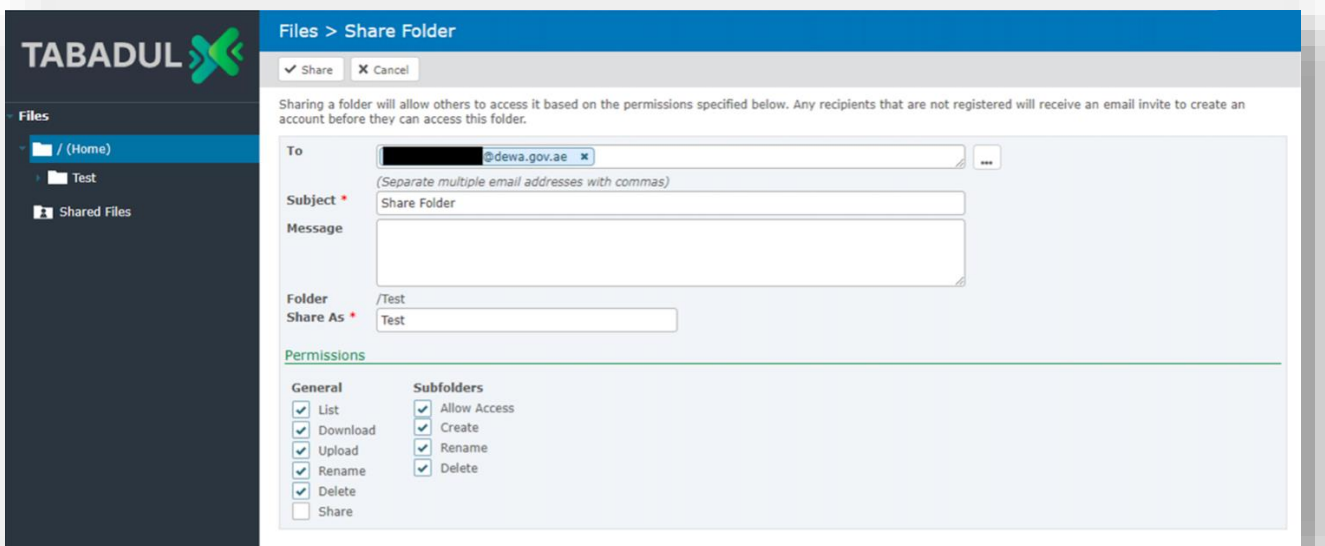 TABADUL
Files
/ (Home)
Test
Shared Files
Files > Share Folder
Share
Cancel
Sharing a folder will allow others to access it based on the permissions specified below. Any recipients that are not registered will receive an email invite to create an
account before they can access this folder.
To
@dewa.gov.ae
...
(Separate multiple email addresses with commas)
Subject *
Share Folder
Message
Folder
/Test
Share As *
Test
Permissions
General
List
Download
Upload
Rename
Delete
Share
Subfolders
Allow Access
Create
Rename
Delete